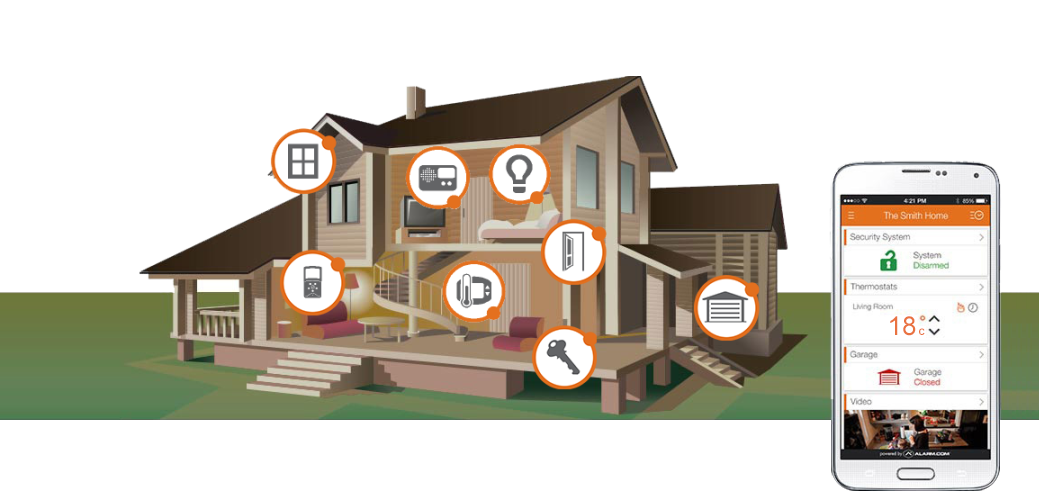 4:21 PM
85%
The Smith Home
Security System
System
Disarmed
Thermostats
Living Room
18°c
Garage
Garage
Closed
Video
powered by ALARM.COM